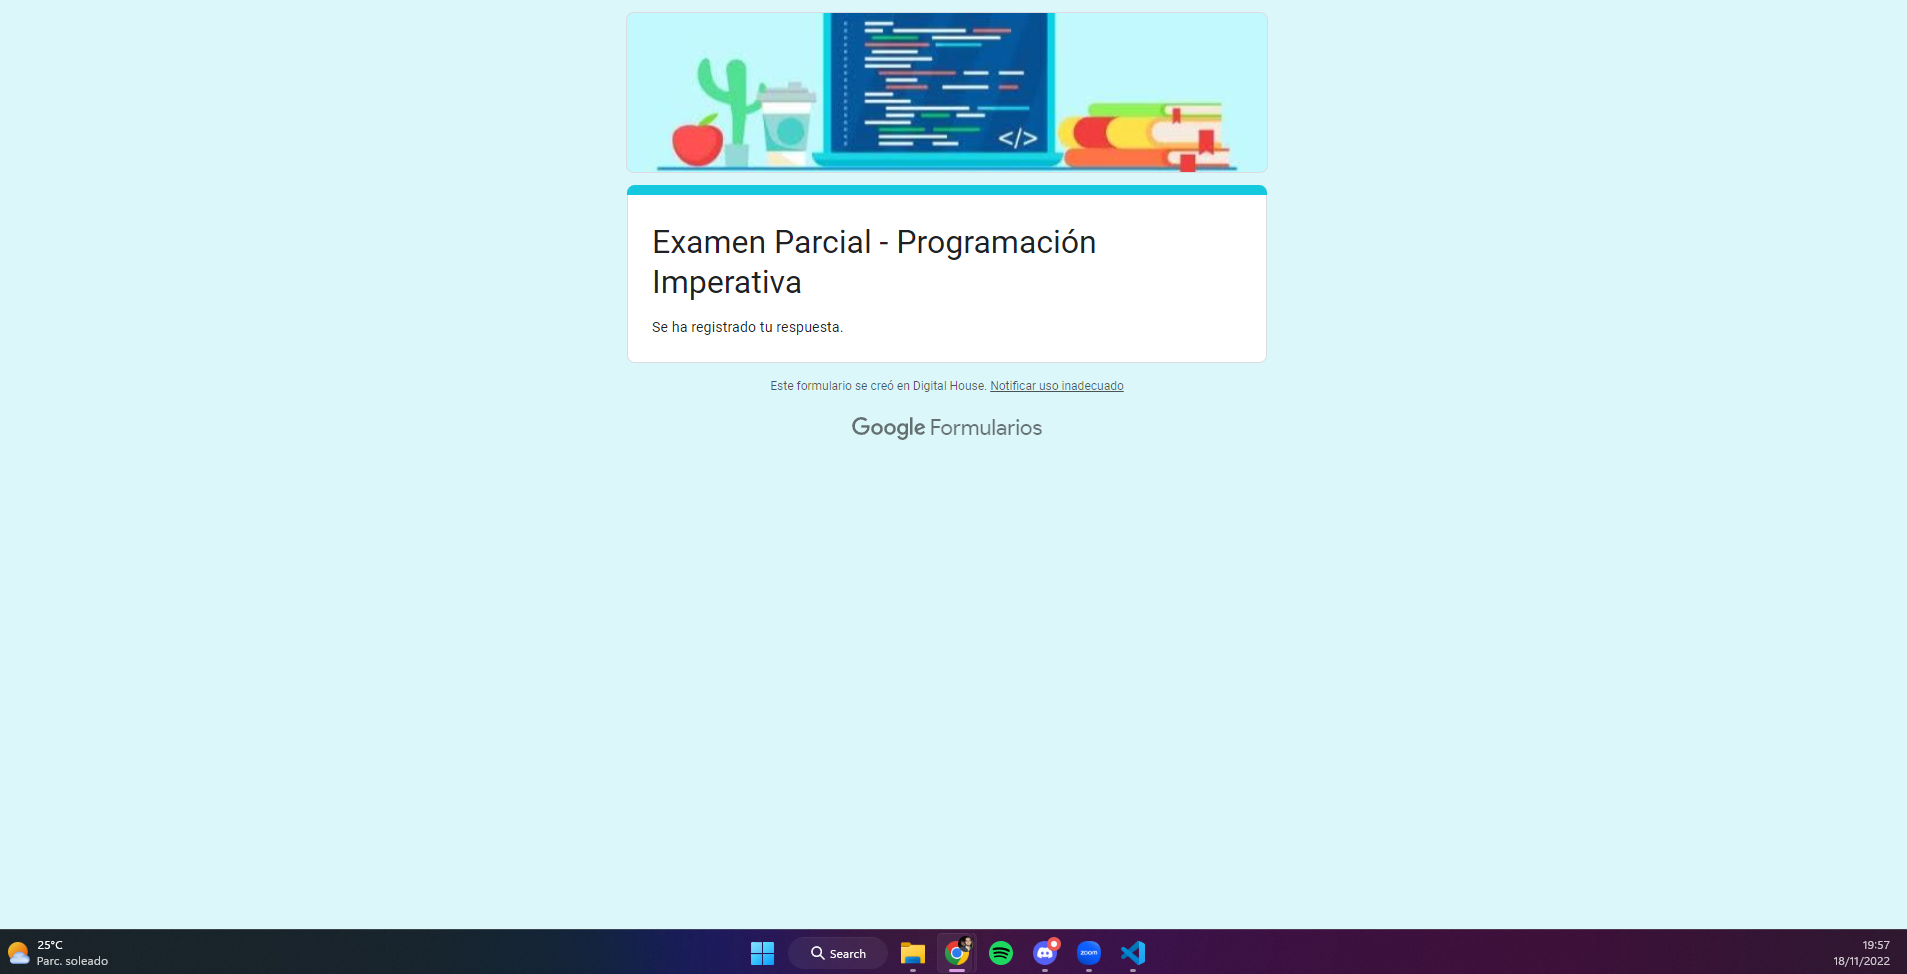 </>
Examen Parcial - Programación
Imperativa
Se ha registrado tu respuesta.
Este formulario se creó en Digital House. Notificar uso inadecuado
Google Formularios
25°C
Parc. soleado
Search
zoom
19:57
18/11/2022